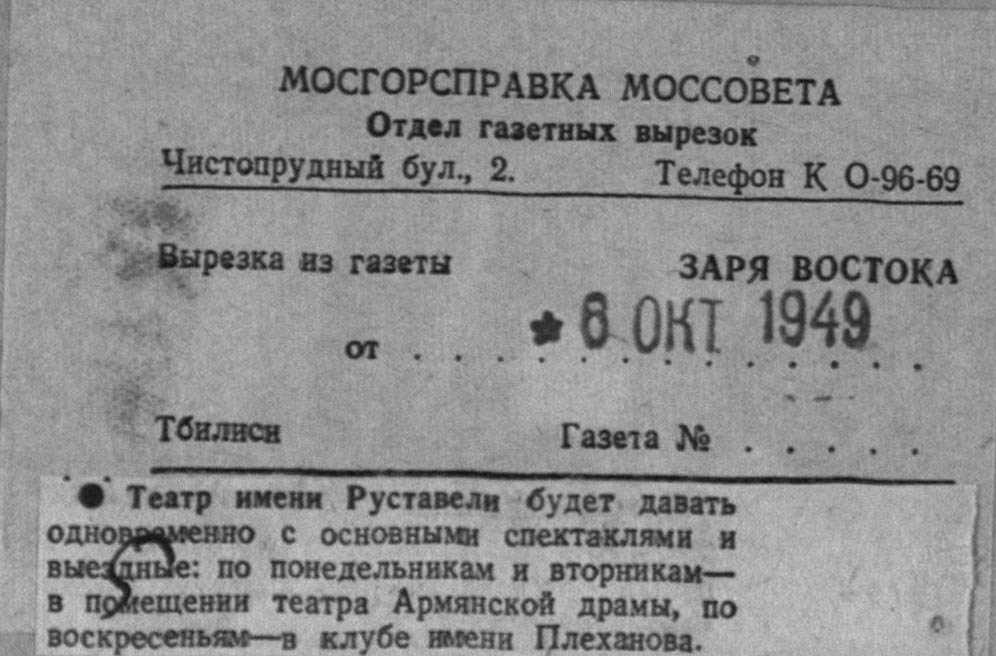 МОСГОРСПРАВКА МОССОВЕТА
Отдел газетных вырезок
Чистопрудный бул., 2. Телефон К 0-96-69
Вырезка из газеты ЗАРЯ ВОСТОКА
от . . . . . . . . . . . . . 6 ОКТ 1949
Тбилиси Газета № . . . . .
● Театр имени Руставели будет давать
одновременно с основными спектаклями и
выездные: по понедельникам и вторникам—
в помещении театра Армянской драмы, по
воскресеньям—в клубе имени Плеханова.